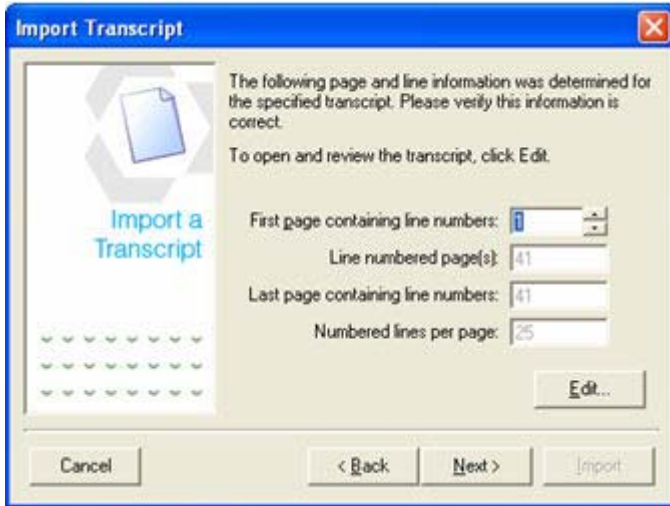 Import Transcript
The following page and line information was determined for
the specified transcript. Please verify this information is
correct.
To open and review the transcript, click Edit.
Import a
Transcript
First page containing line numbers: 1
Line numbered page(s): 41
Last page containing line numbers: 41
Numbered lines per page: 25
Edit...
Cancel
< Back
Next >
Import